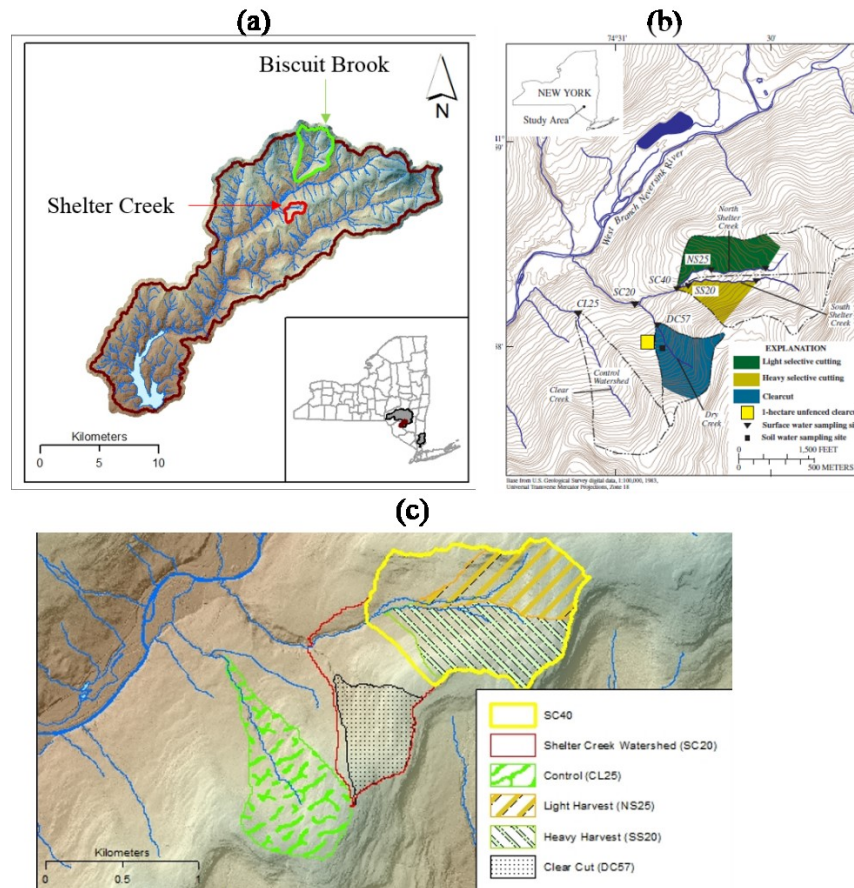 (a)
Biscuit Brook
N
Shelter Creek
Kilometers
0 5 10
(b)
74°31'
30'
NEW YORK
Study Area
West Branch Neversink River
North
Shelter
Creek
NS25
SC40
SS20
SC20
CL25
South
Shelter
Creek
DC57
58'
Control
Watershed
Clear
Creek
Dry
Creek
EXPLANATION
Light selective cutting
Heavy selective cutting
Clearcut
1-hectare unfenced clearcu
Surface water sampling sit
Soil water sampling site
0 1,500 FEET
0 500 METERS
Base from U.S. Geological Survey digital data, 1:100,000, 1983,
Universal Transverse Mercator Projections, Zone 18
(c)
SC40
Shelter Creek Watershed (SC20)
Control (CL25)
Light Harvest (NS25)
Heavy Harvest (SS20)
Clear Cut (DC57)
Kilometers
0 0.5 1